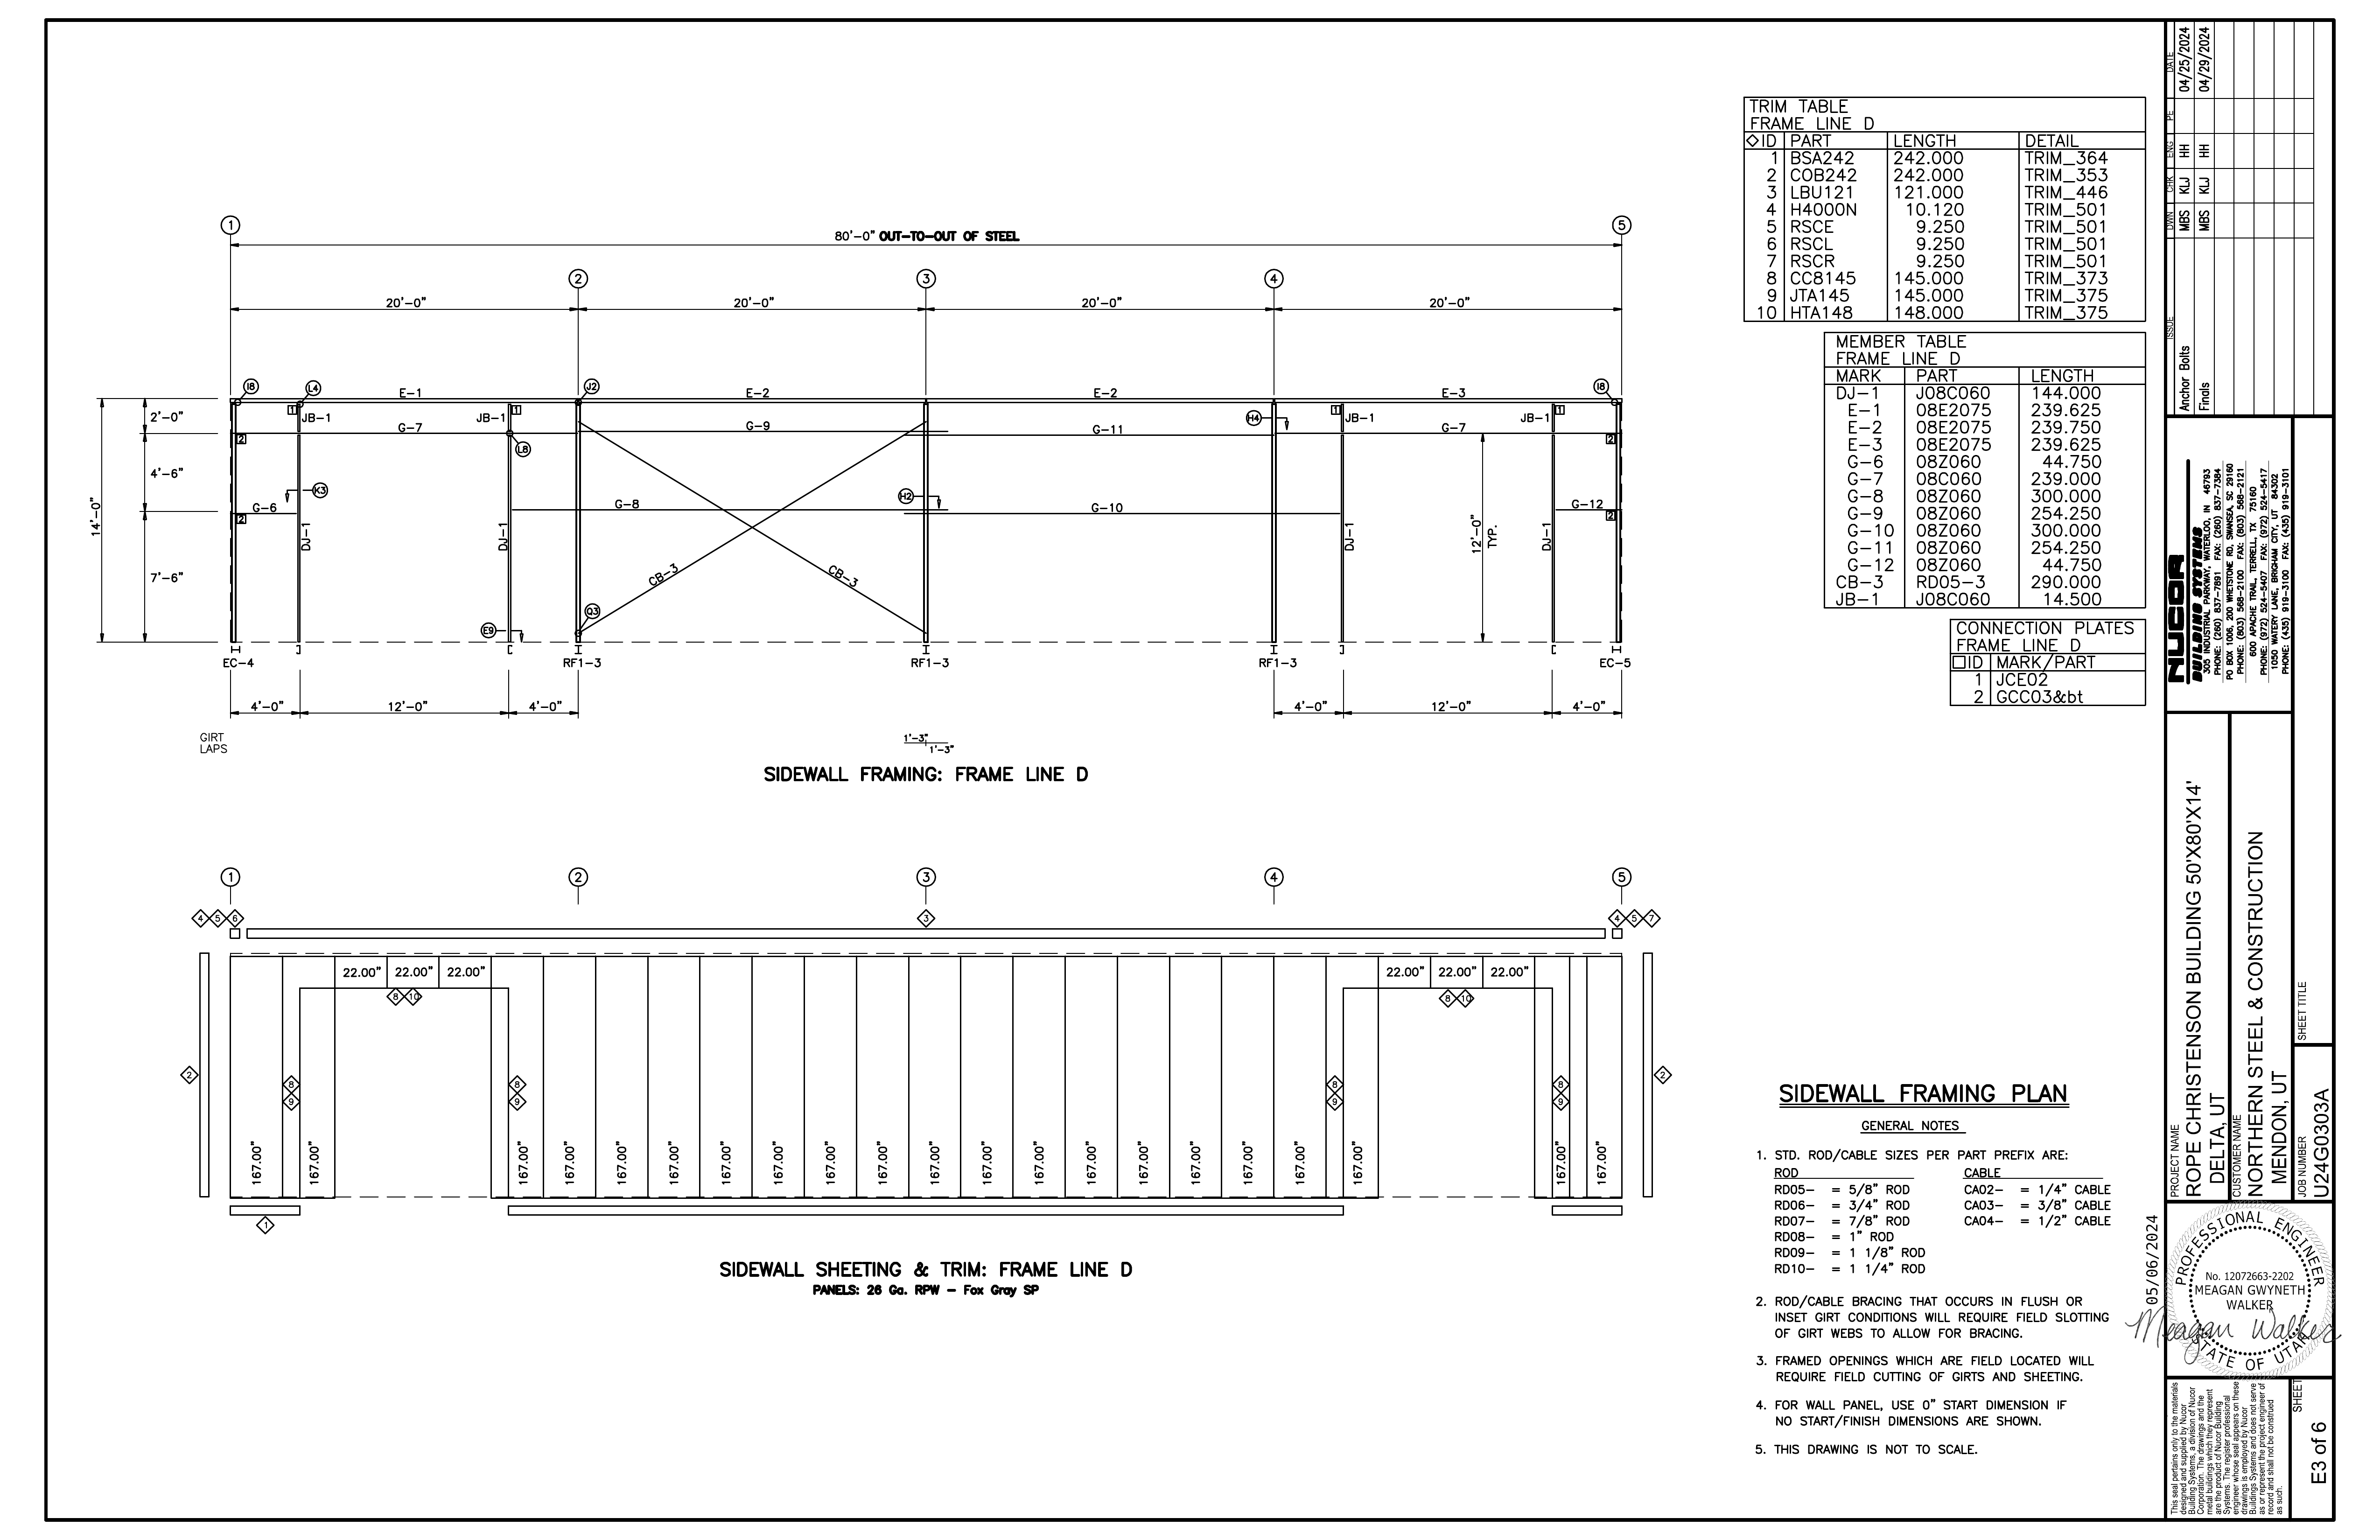 1
5
80'-0" OUT-TO-OUT OF STEEL
2
3
4
20'-0"
20'-0"
20'-0"
20'-0"
I8
L4
E-1
J2
E-2
E-2
E-3
I8
2'-0"
1
JB-1
JB-1
1
H4
1
JB-1
JB-1
1
2
G-7
G-9
G-11
G-7
2
L8
4'-6"
14'-0"
K3
G-6
2
G-8
H2
G-10
G-12
2
DJ-1
DJ-1
DJ-1
12'-0"
TYP.
DJ-1
7'-6"
CB-3
CB-3
Q3
E9
EC-4
RF1-3
RF1-3
RF1-3
EC-5
4'-0"
12'-0"
4'-0"
4'-0"
12'-0"
4'-0"
GIRT
LAPS
1'-3"
1'-3"
SIDEWALL FRAMING: FRAME LINE D
1
2
3
4
5
4 5 6
3
4 5 7
22.00" 22.00" 22.00"
22.00" 22.00" 22.00"
8 10
8 10
2
8
9
8
9
8
9
8
9
2
167.00" 167.00" 167.00" 167.00" 167.00" 167.00" 167.00" 167.00" 167.00" 167.00" 167.00" 167.00" 167.00" 167.00" 167.00" 167.00" 167.00" 167.00" 167.00" 167.00" 167.00"
1
SIDEWALL SHEETING & TRIM: FRAME LINE D
PANELS: 26 Ga. RPW - Fox Gray SP
TRIM TABLE
FRAME LINE D
◇ID PART LENGTH DETAIL
1 BSA242 242.000 TRIM_364
2 COB242 242.000 TRIM_353
3 LBU121 121.000 TRIM_446
4 H4000N 10.120 TRIM_501
5 RSCE 9.250 TRIM_501
6 RSCL 9.250 TRIM_501
7 RSCR 9.250 TRIM_501
8 CC8145 145.000 TRIM_373
9 JTA145 145.000 TRIM_375
10 HTA148 148.000 TRIM_375
MEMBER TABLE
FRAME LINE D
MARK PART LENGTH
DJ-1 J08C060 144.000
E-1 08E2075 239.625
E-2 08E2075 239.750
E-3 08E2075 239.625
G-6 08Z060 44.750
G-7 08C060 239.000
G-8 08Z060 300.000
G-9 08Z060 254.250
G-10 08Z060 300.000
G-11 08Z060 254.250
G-12 08Z060 44.750
CB-3 RD05-3 290.000
JB-1 J08C060 14.500
CONNECTION PLATES
FRAME LINE D
□ID MARK/PART
1 JCE02
2 GCC03&bt
SIDEWALL FRAMING PLAN
GENERAL NOTES
1. STD. ROD/CABLE SIZES PER PART PREFIX ARE:
ROD CABLE
RD05- = 5/8" ROD CA02- = 1/4" CABLE
RD06- = 3/4" ROD CA03- = 3/8" CABLE
RD07- = 7/8" ROD CA04- = 1/2" CABLE
RD08- = 1" ROD
RD09- = 1 1/8" ROD
RD10- = 1 1/4" ROD
2. ROD/CABLE BRACING THAT OCCURS IN FLUSH OR
INSET GIRT CONDITIONS WILL REQUIRE FIELD SLOTTING
OF GIRT WEBS TO ALLOW FOR BRACING.
3. FRAMED OPENINGS WHICH ARE FIELD LOCATED WILL
REQUIRE FIELD CUTTING OF GIRTS AND SHEETING.
4. FOR WALL PANEL, USE 0" START DIMENSION IF
NO START/FINISH DIMENSIONS ARE SHOWN.
5. THIS DRAWING IS NOT TO SCALE.
ISSUE DWN CHK ENG PE DATE
Anchor Bolts MBS KLJ HH 04/25/2024
Finals MBS KLJ HH 04/29/2024
NUCOR
BUILDING SYSTEMS
305 INDUSTRIAL PARKWAY, WATERLOO, IN 46793
PHONE: (260) 837-7891 FAX: (260) 837-7384
PO BOX 1006, 200 WHETSTONE RD, SWANSEA, SC 29160
PHONE: (803) 568-2100 FAX: (803) 568-2121
600 APACHE TRAIL, TERRELL, TX 75160
PHONE: (972) 524-5407 FAX: (972) 524-5417
1050 WATERY LANE, BRIGHAM CITY, UT 84302
PHONE: (435) 919-3100 FAX: (435) 919-3101
PROJECT NAME
ROPE CHRISTENSON BUILDING 50'X80'X14'
DELTA, UT
CUSTOMER NAME
NORTHERN STEEL & CONSTRUCTION
MENDON, UT
SHEET TITLE
JOB NUMBER
U24G0303A
05/06/2024
PROFESSIONAL ENGINEER
No. 12072663-2202
MEAGAN GWYNETH
WALKER
Meagan Walker
STATE OF UTAH
This seal pertains only to the materials
designed and supplied by Nucor
Building Systems, a division of Nucor
Corporation. The drawings and the
metal buildings which they represent
are the product of Nucor Building
Systems. The register professional
engineer whose seal appears on these
drawings is employed by Nucor
Buildings Systems and does not serve
as or represent the project engineer of
record and shall not be construed
as such.
SHEET
E3 of 6